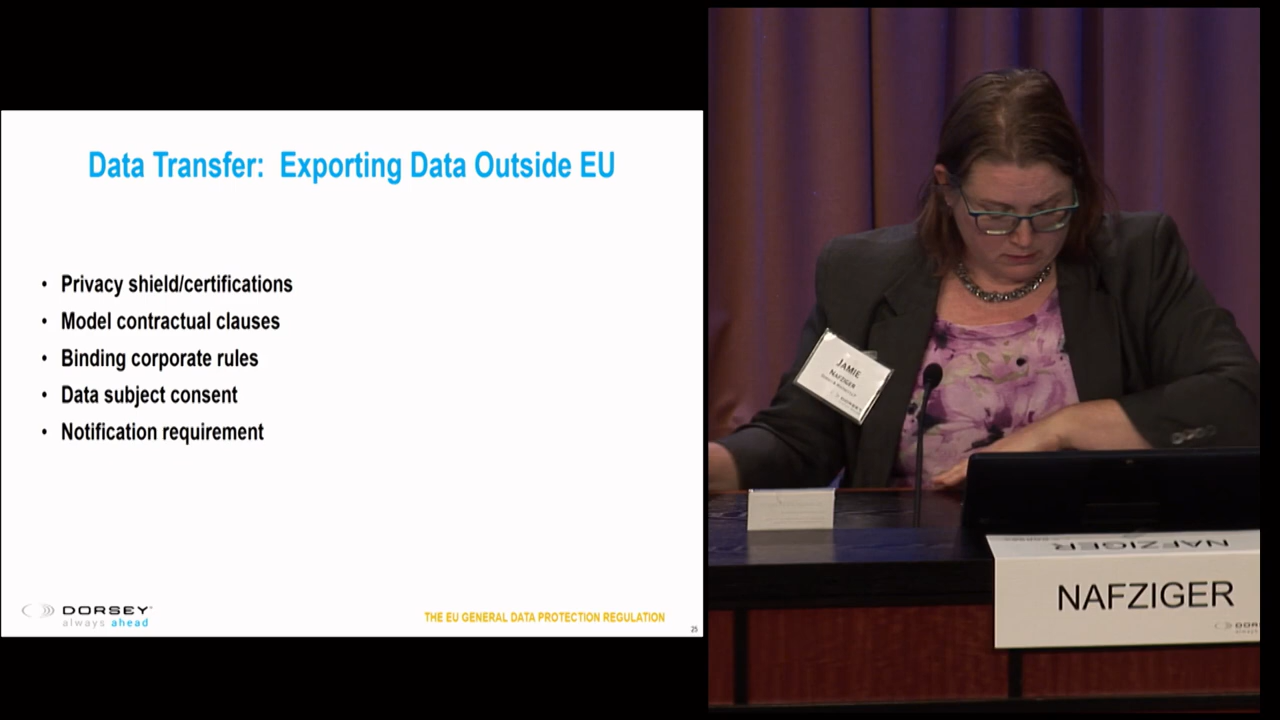 Data Transfer:  Exporting Data Outside EU
• Privacy shield/certifications
• Model contractual clauses
• Binding corporate rules
• Data subject consent
• Notification requirement
DORSEY
always ahead
THE EU GENERAL DATA PROTECTION REGULATION
25
JAMIE
NAFZIGER
NAFZIGER
NAFZIGER